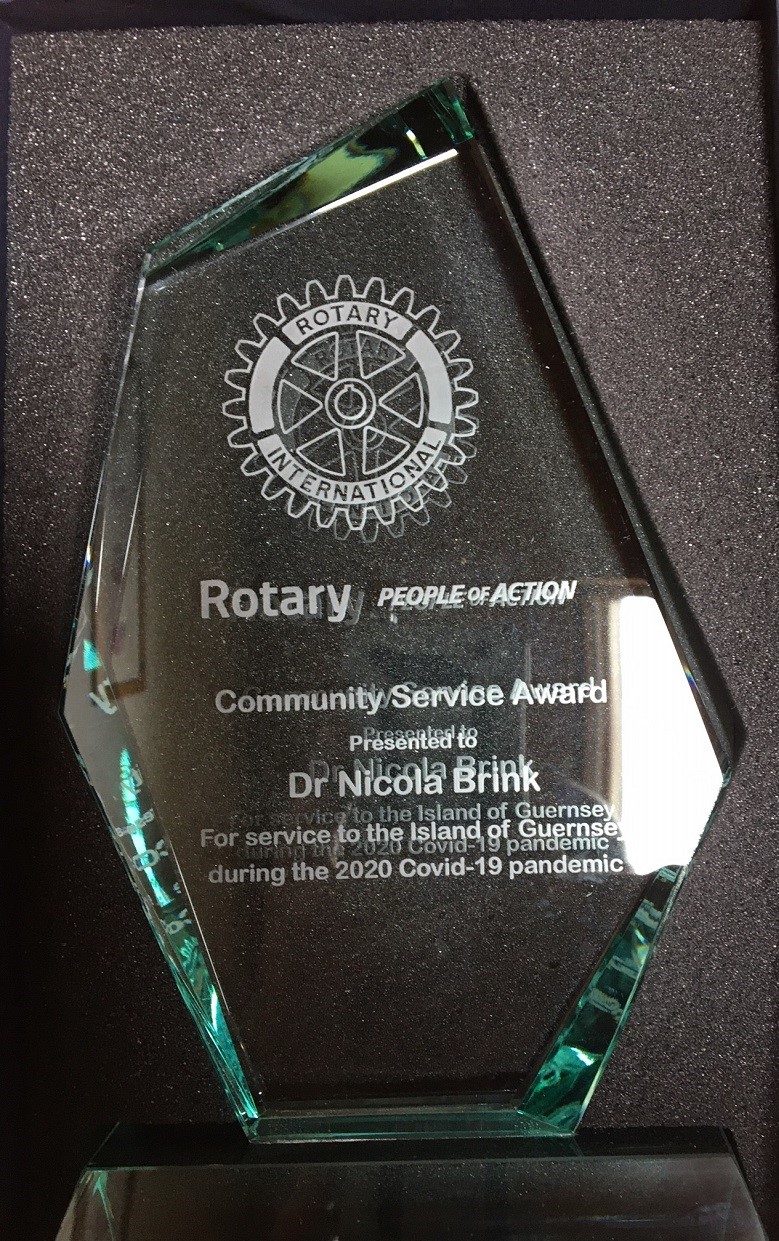 ROTARY
INTERNATIONAL
Rotary PEOPLE OF ACTION
Community Service Award
Presented to
Dr Nicola Brink
For service to the Island of Guernsey
during the 2020 Covid-19 pandemic